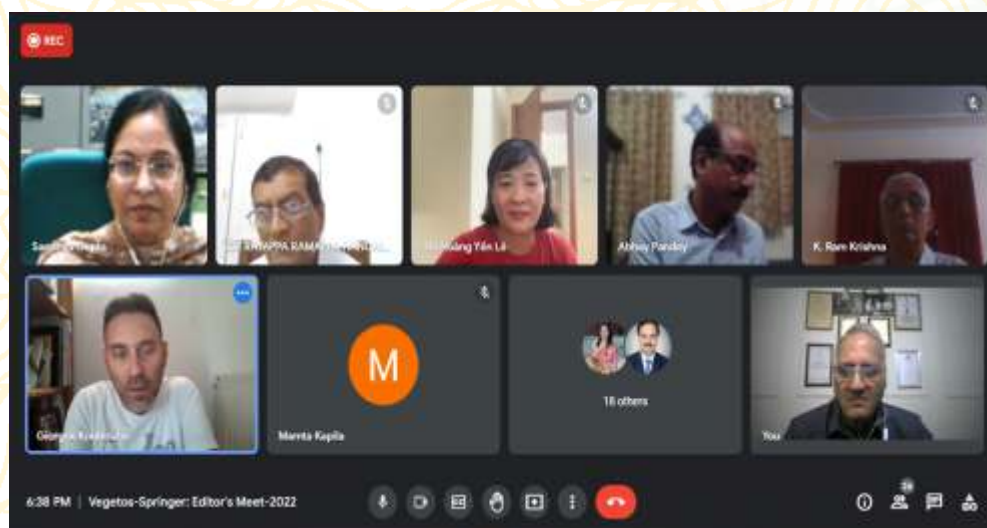 REC
Abhay Pandey
K. Ram Krishna
M
Mamta Kapila
18 others
You
6:38 PM | Vegetos-Springer: Editor's Meet-2022